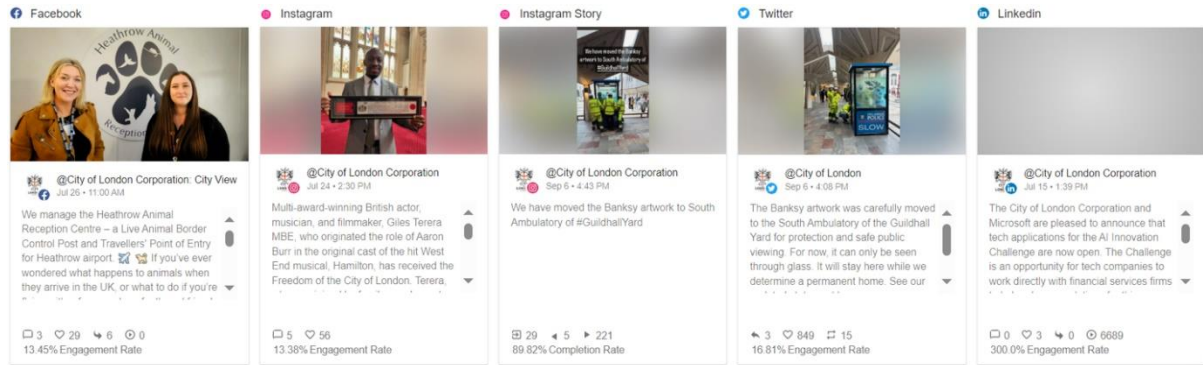 Facebook
Heathrow Animal
Reception
@City of London Corporation: City View
Jul 26 • 11:00 AM
We manage the Heathrow Animal
Reception Centre – a Live Animal Border
Control Post and Travellers' Point of Entry
for Heathrow airport. ✈️ 🐕 If you've ever
wondered what happens to animals when
they arrive in the UK, or what to do if you're
3 29 6 0
13.45% Engagement Rate
Instagram
@City of London Corporation
Jul 24 • 2:30 PM
Multi-award-winning British actor,
musician, and filmmaker, Giles Terera
MBE, who originated the role of Aaron
Burr in the original cast of the hit West
End musical, Hamilton, has received the
Freedom of the City of London. Terera,
5 56
13.38% Engagement Rate
Instagram Story
We have moved the Banksy
artwork to South Ambulatory of
#GuildhallYard
@City of London Corporation
Sep 6 • 4:43 PM
We have moved the Banksy artwork to South
Ambulatory of #GuildhallYard
29 5 221
89.82% Completion Rate
Twitter
POLICE
SLOW
@City of London
Sep 6 • 4:08 PM
The Banksy artwork was carefully moved
to the South Ambulatory of the Guildhall
Yard for protection and safe public
viewing. For now, it can only be seen
through glass. It will stay here while we
determine a permanent home. See our
3 849 15
16.81% Engagement Rate
Linkedin
@City of London Corporation
Jul 15 • 1:39 PM
The City of London Corporation and
Microsoft are pleased to announce that
tech applications for the AI Innovation
Challenge are now open. The Challenge
is an opportunity for tech companies to
work directly with financial services firms
0 3 0 6689
300.0% Engagement Rate